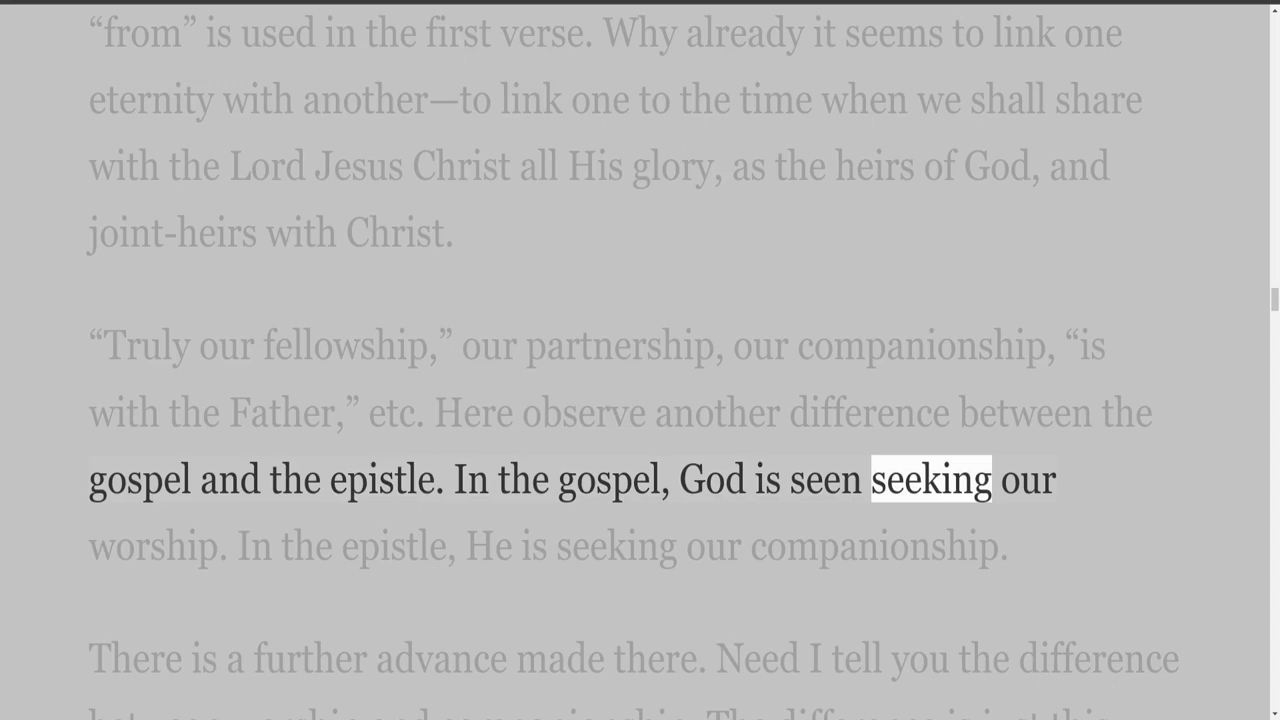 “from” is used in the first verse. Why already it seems to link one
eternity with another—to link one to the time when we shall share
with the Lord Jesus Christ all His glory, as the heirs of God, and
joint-heirs with Christ.
“Truly our fellowship,” our partnership, our companionship, “is
with the Father,” etc. Here observe another difference between the
gospel and the epistle. In the gospel, God is seen seeking our
worship. In the epistle, He is seeking our companionship.
There is a further advance made there. Need I tell you the difference